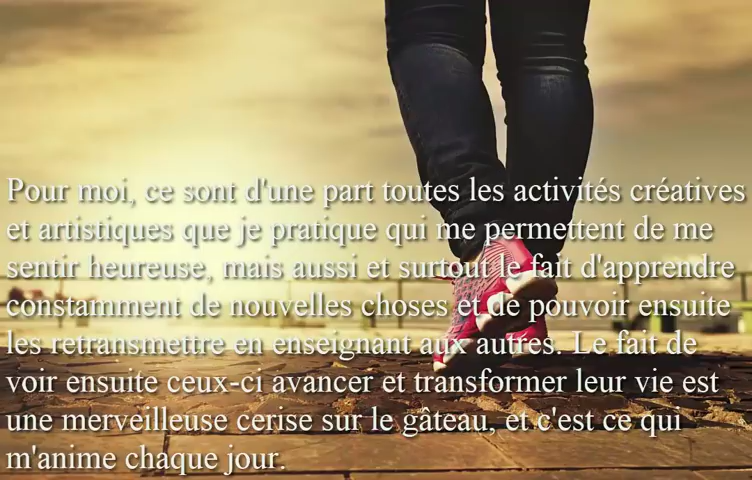 Pour moi, ce sont d'une part toutes les activités créatives
et artistiques que je pratique qui me permettent de me
sentir heureuse, mais aussi et surtout le fait d'apprendre
constamment de nouvelles choses et de pouvoir ensuite
les retransmettre en enseignant aux autres. Le fait de
voir ensuite ceux-ci avancer et transformer leur vie est
une merveilleuse cerise sur le gâteau, et c'est ce qui
m'anime chaque jour.